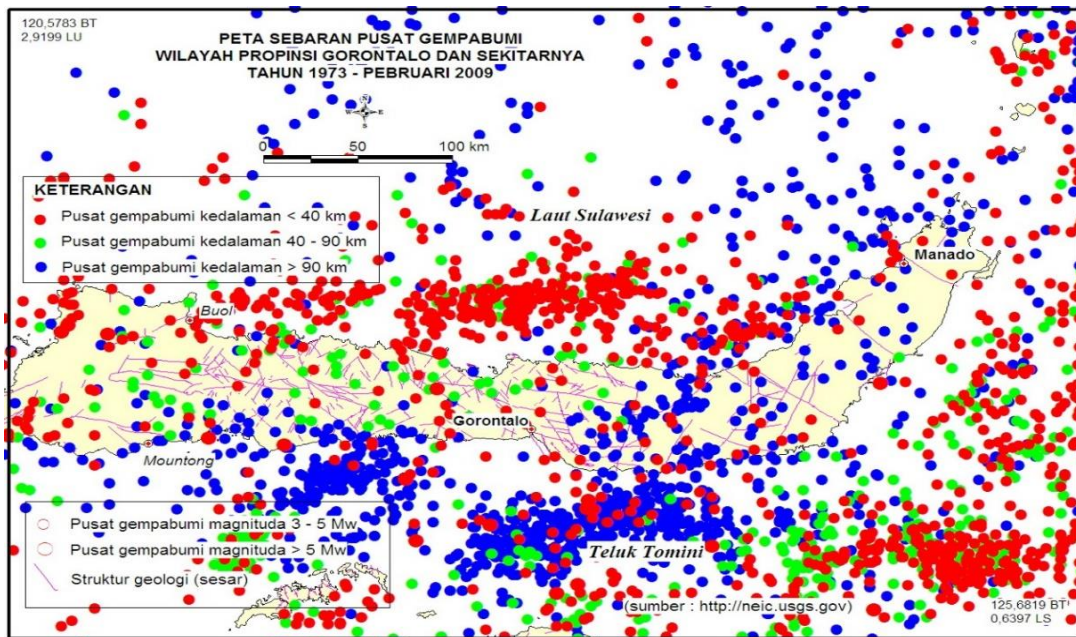 120,5783 BT
2,9199 LU
PETA SEBARAN PUSAT GEMPABUMI
WILAYAH PROPINSI GORONTALO DAN SEKITARNYA
TAHUN 1973 - PEBRUARI 2009
N
W E
S
0 50 100 km
KETERANGAN
Pusat gempabumi kedalaman < 40 km
Pusat gempabumi kedalaman 40 - 90 km
Pusat gempabumi kedalaman > 90 km
Laut Sulawesi
Manado
Buol
Gorontalo
Mountong
Pusat gempabumi magnituda 3 - 5 Mw
Pusat gempabumi magnituda > 5 Mw
Struktur geologi (sesar)
Teluk Tomini
(sumber : http://neic.usgs.gov)
125,6819 BT
0,6397 LS